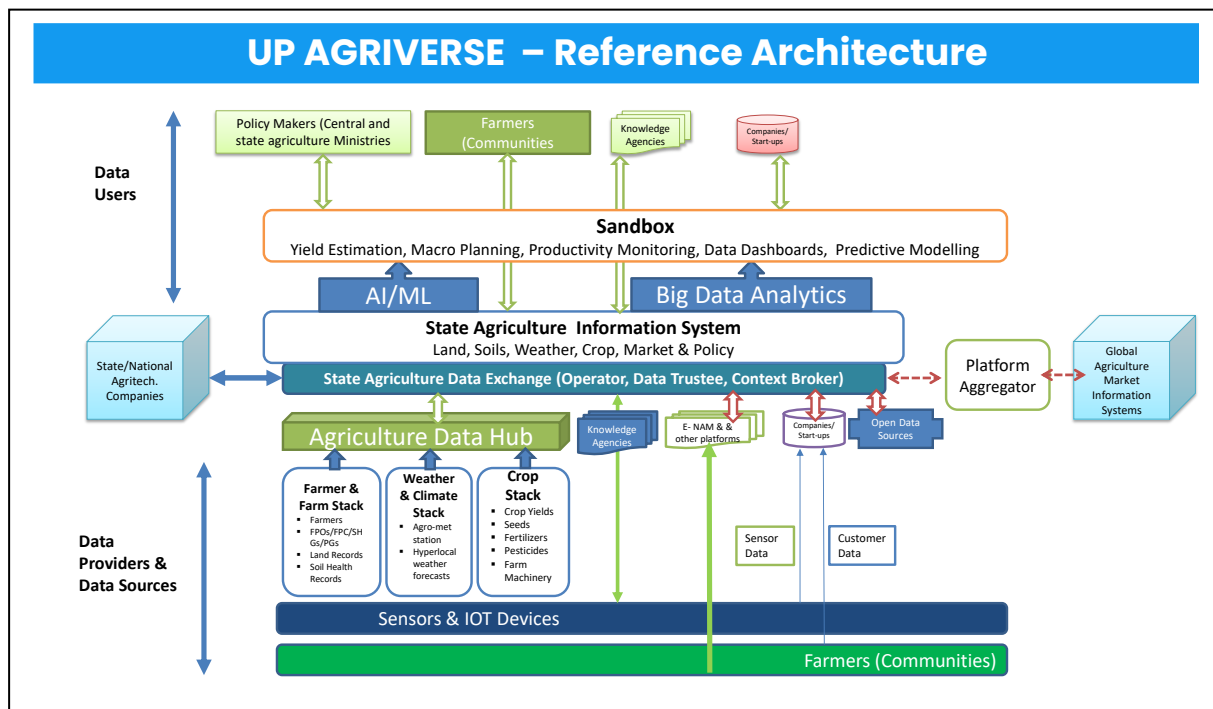 UP AGRIVERSE – Reference Architecture
Data
Users
Policy Makers (Central and
state agriculture Ministries
Farmers
(Communities
Knowledge
Agencies
Companies/
Start-ups
Sandbox
Yield Estimation, Macro Planning, Productivity Monitoring, Data Dashboards, Predictive Modelling
AI/ML
Big Data Analytics
State Agriculture Information System
Land, Soils, Weather, Crop, Market & Policy
State/National
Agritech.
Companies
State Agriculture Data Exchange (Operator, Data Trustee, Context Broker)
Platform
Aggregator
Global
Agriculture
Market
Information
Systems
Agriculture Data Hub
Knowledge
Agencies
E- NAM & &
other platforms
Companies/
Start-ups
Open Data
Sources
Data
Providers &
Data Sources
Farmer &
Farm Stack
▪ Farmers
▪ FPOs/FPC/SH
Gs/PGs
▪ Land Records
▪ Soil Health
Records
Weather
& Climate
Stack
▪ Agro-met
station
▪ Hyperlocal
weather
forecasts
Crop
Stack
▪ Crop Yields
▪ Seeds
▪ Fertilizers
▪ Pesticides
▪ Farm
Machinery
Sensor
Data
Customer
Data
Sensors & IOT Devices
Farmers (Communities)